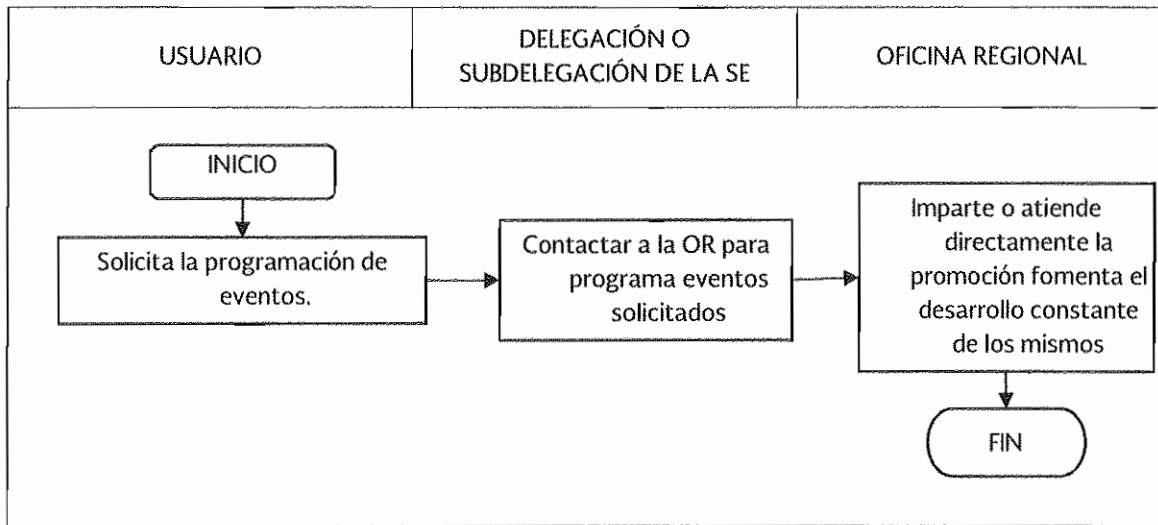 USUARIO
DELEGACIÓN O
SUBDELEGACIÓN DE LA SE
OFICINA REGIONAL
INICIO
Solicita la programación de
eventos.
Contactar a la OR para
programa eventos
solicitados
Imparte o atiende
directamente la
promoción fomenta el
desarrollo constante
de los mismos
FIN